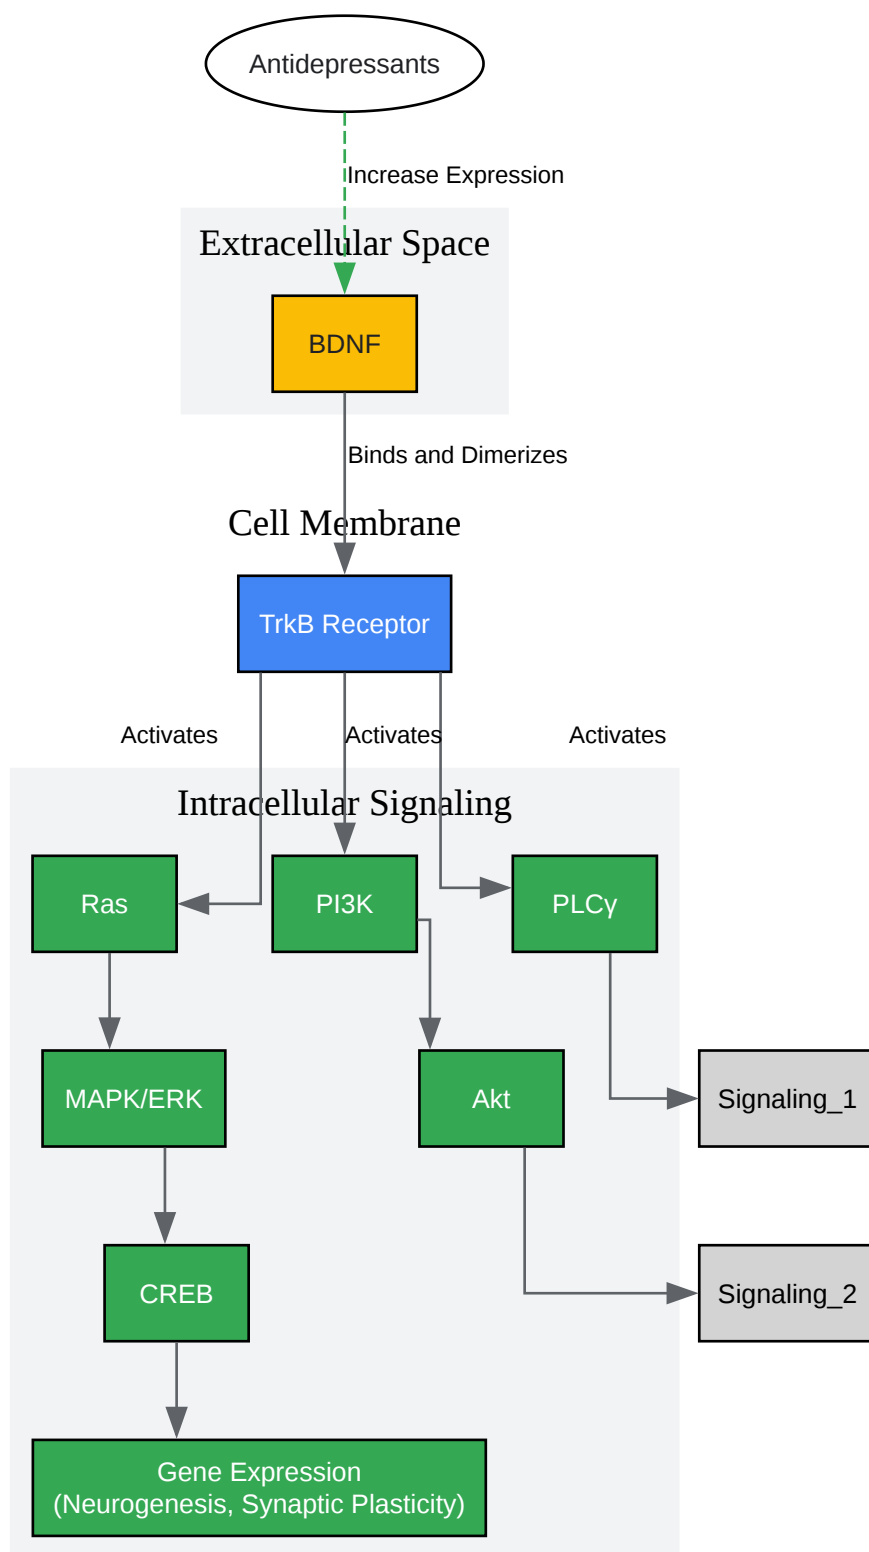 Antidepressants
Increase Expression
Extracellular Space
BDNF
Binds and Dimerizes
Cell Membrane
TrkB Receptor
Activates
Activates
Activates
Intracellular Signaling
Ras
PI3K
PLCγ
MAPK/ERK
Akt
Signaling_1
CREB
Signaling_2
Gene Expression
(Neurogenesis, Synaptic Plasticity)